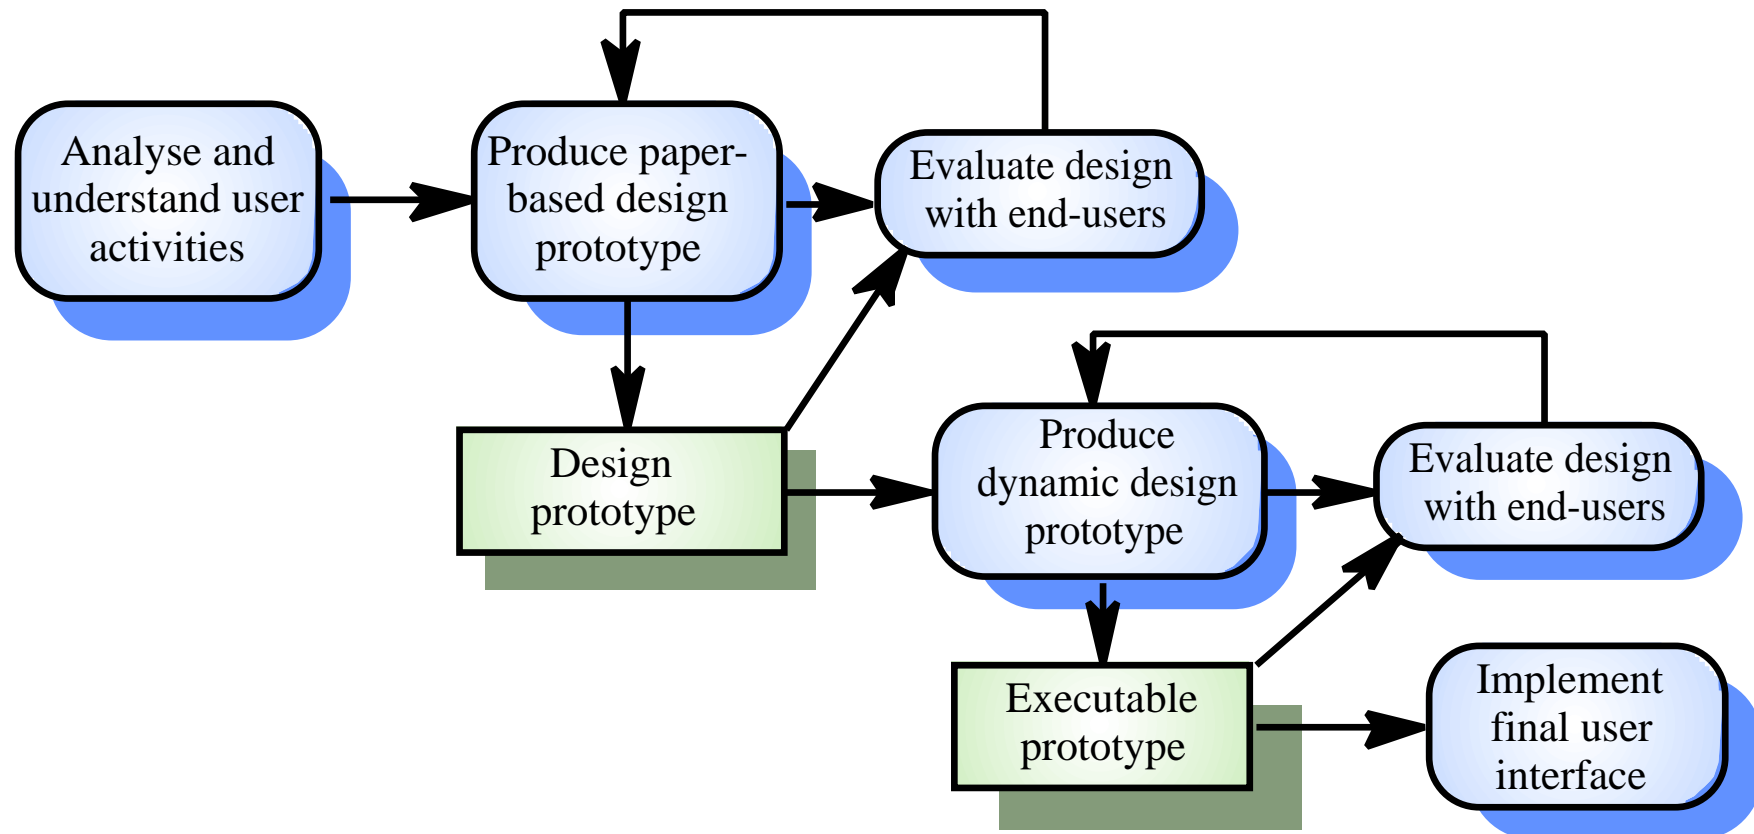 Analyse and
understand user
activities
Produce paper-
based design
prototype
Evaluate design
with end-users
Design
prototype
Produce
dynamic design
prototype
Evaluate design
with end-users
Executable
prototype
Implement
final user
interface